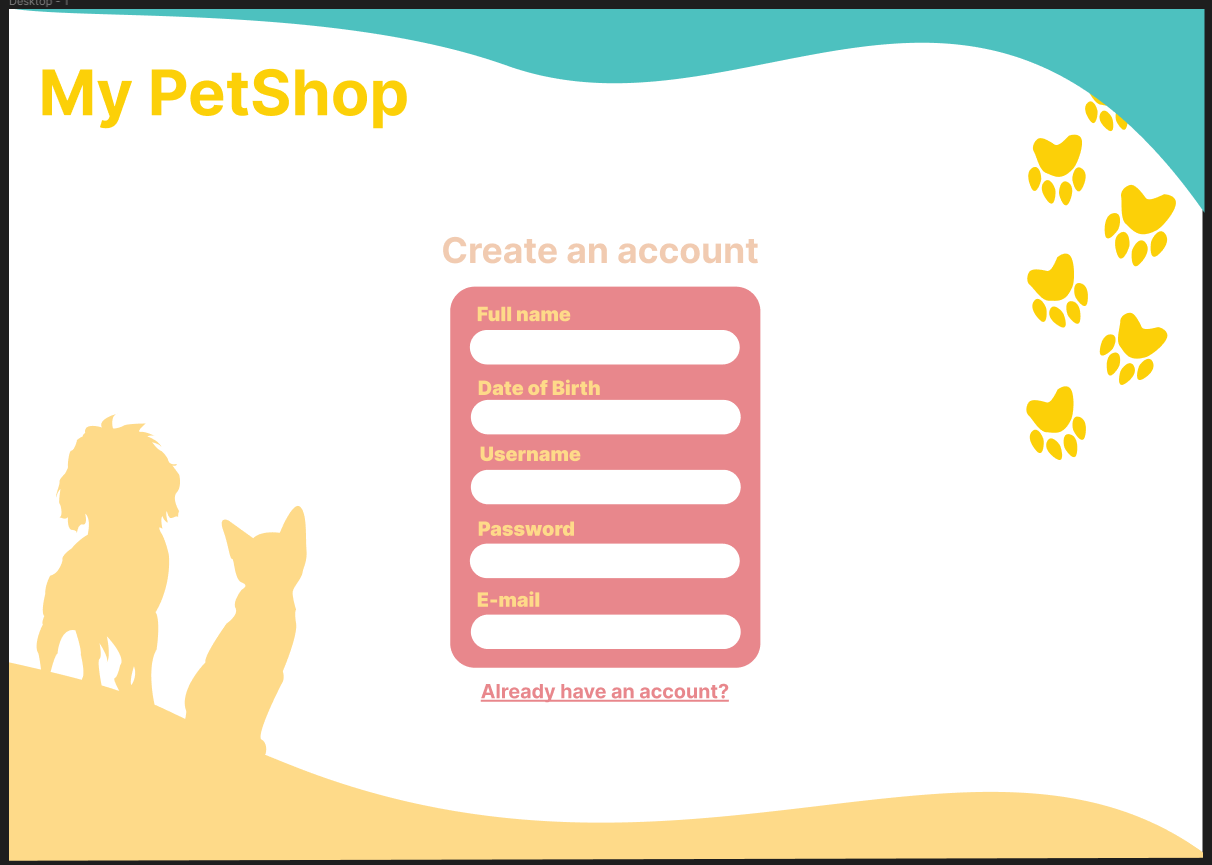 Desktop - 1
My PetShop
Create an account
Full name
Date of Birth
Username
Password
E-mail
Already have an account?